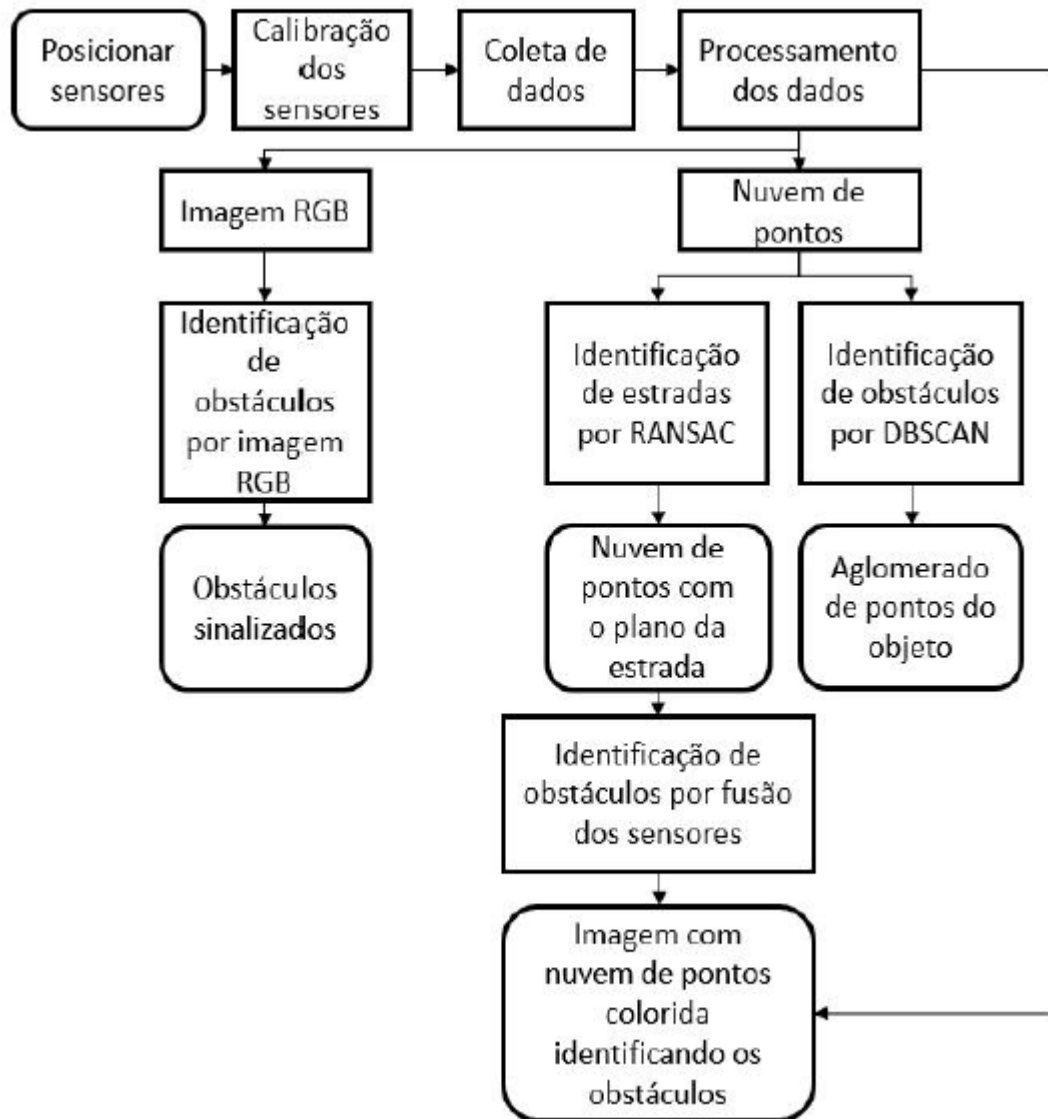 Posicionar
sensores
Calibração
dos
sensores
Coleta de
dados
Processamento
dos dados
Imagem RGB
Nuvem de
pontos
Identificação
de
obstáculos
por imagem
RGB
Identificação
de estradas
por RANSAC
Identificação
de obstáculos
por DBSCAN
Obstáculos
sinalizados
Nuvem de
pontos com
o plano da
estrada
Aglomerado
de pontos do
objeto
Identificação de
obstáculos por fusão
dos sensores
Imagem com
nuvem de pontos
colorida
identificando os
obstáculos